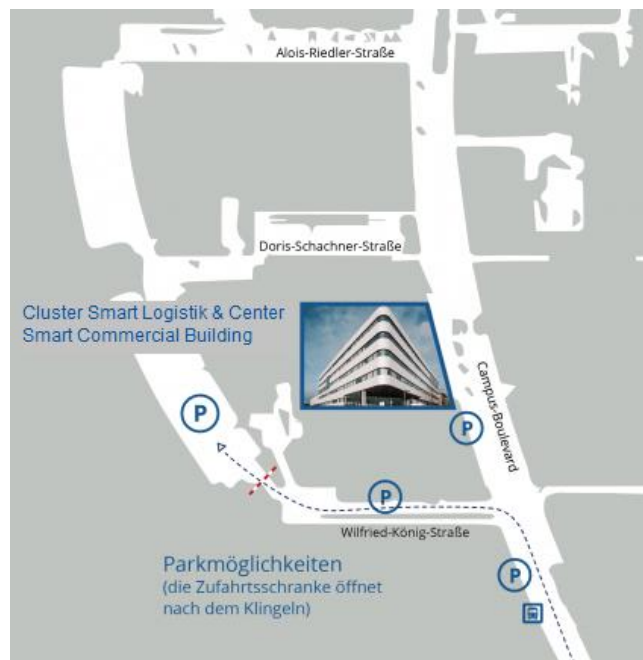 Alois-Riedler-Straße
Doris-Schachner-Straße
Cluster Smart Logistik & Center
Smart Commercial Building
Campus-Boulevard
P
P
P
Wilfried-König-Straße
Parkmöglichkeiten
(die Zufahrtsschranke öffnet
nach dem Klingeln)
P